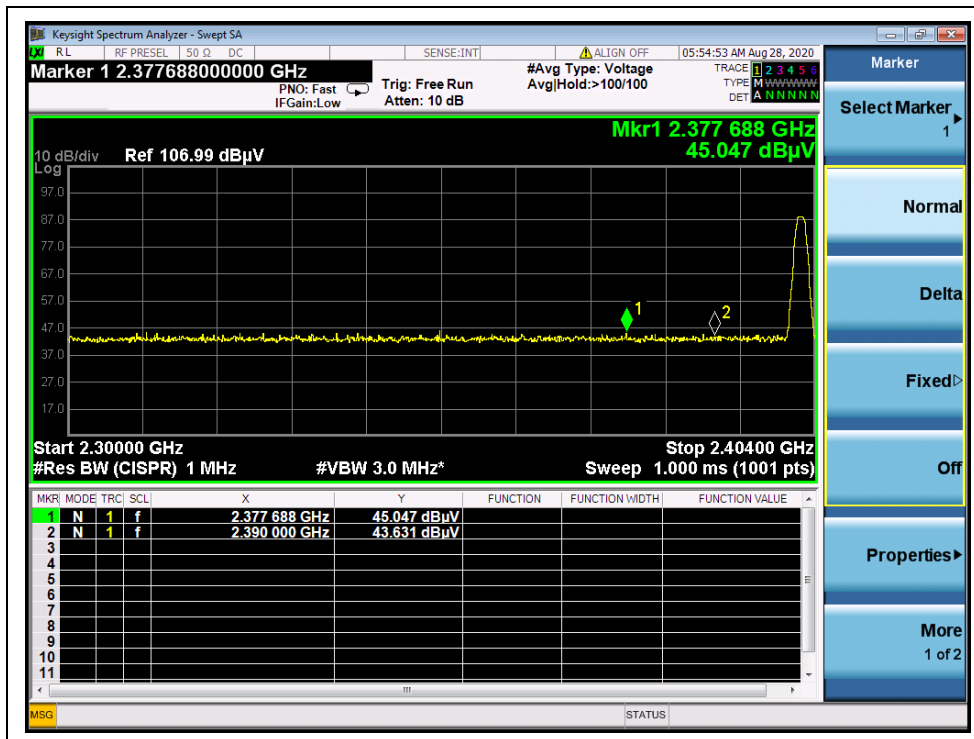 Keysight Spectrum Analyzer - Swept SA
LXI RL RF PRESEL 50 Ω DC SENSE:INT ALIGN OFF 05:54:53 AM Aug 28, 2020
Marker 1 2.377688000000 GHz
PNO: Fast
IFGain:Low
Trig: Free Run
Atten: 10 dB
#Avg Type: Voltage
Avg|Hold:>100/100
TRACE 1 2 3 4 5 6
TYPE M W W W W W
DET A N N N N N
Mkr1 2.377 688 GHz
45.047 dBµV
10 dB/div Ref 106.99 dBµV
Log
97.0
87.0
77.0
67.0
57.0
47.0
37.0
27.0
17.0
1
2
Start 2.30000 GHz Stop 2.40400 GHz
#Res BW (CISPR) 1 MHz #VBW 3.0 MHz* Sweep 1.000 ms (1001 pts)
MKR MODE TRC SCL X Y FUNCTION FUNCTION WIDTH FUNCTION VALUE
1 N 1 f 2.377 688 GHz 45.047 dBµV
2 N 1 f 2.390 000 GHz 43.631 dBµV
3
4
5
6
7
8
9
10
11
MSG STATUS
Marker
Select Marker
1
Normal
Delta
Fixed
Off
Properties
More
1 of 2